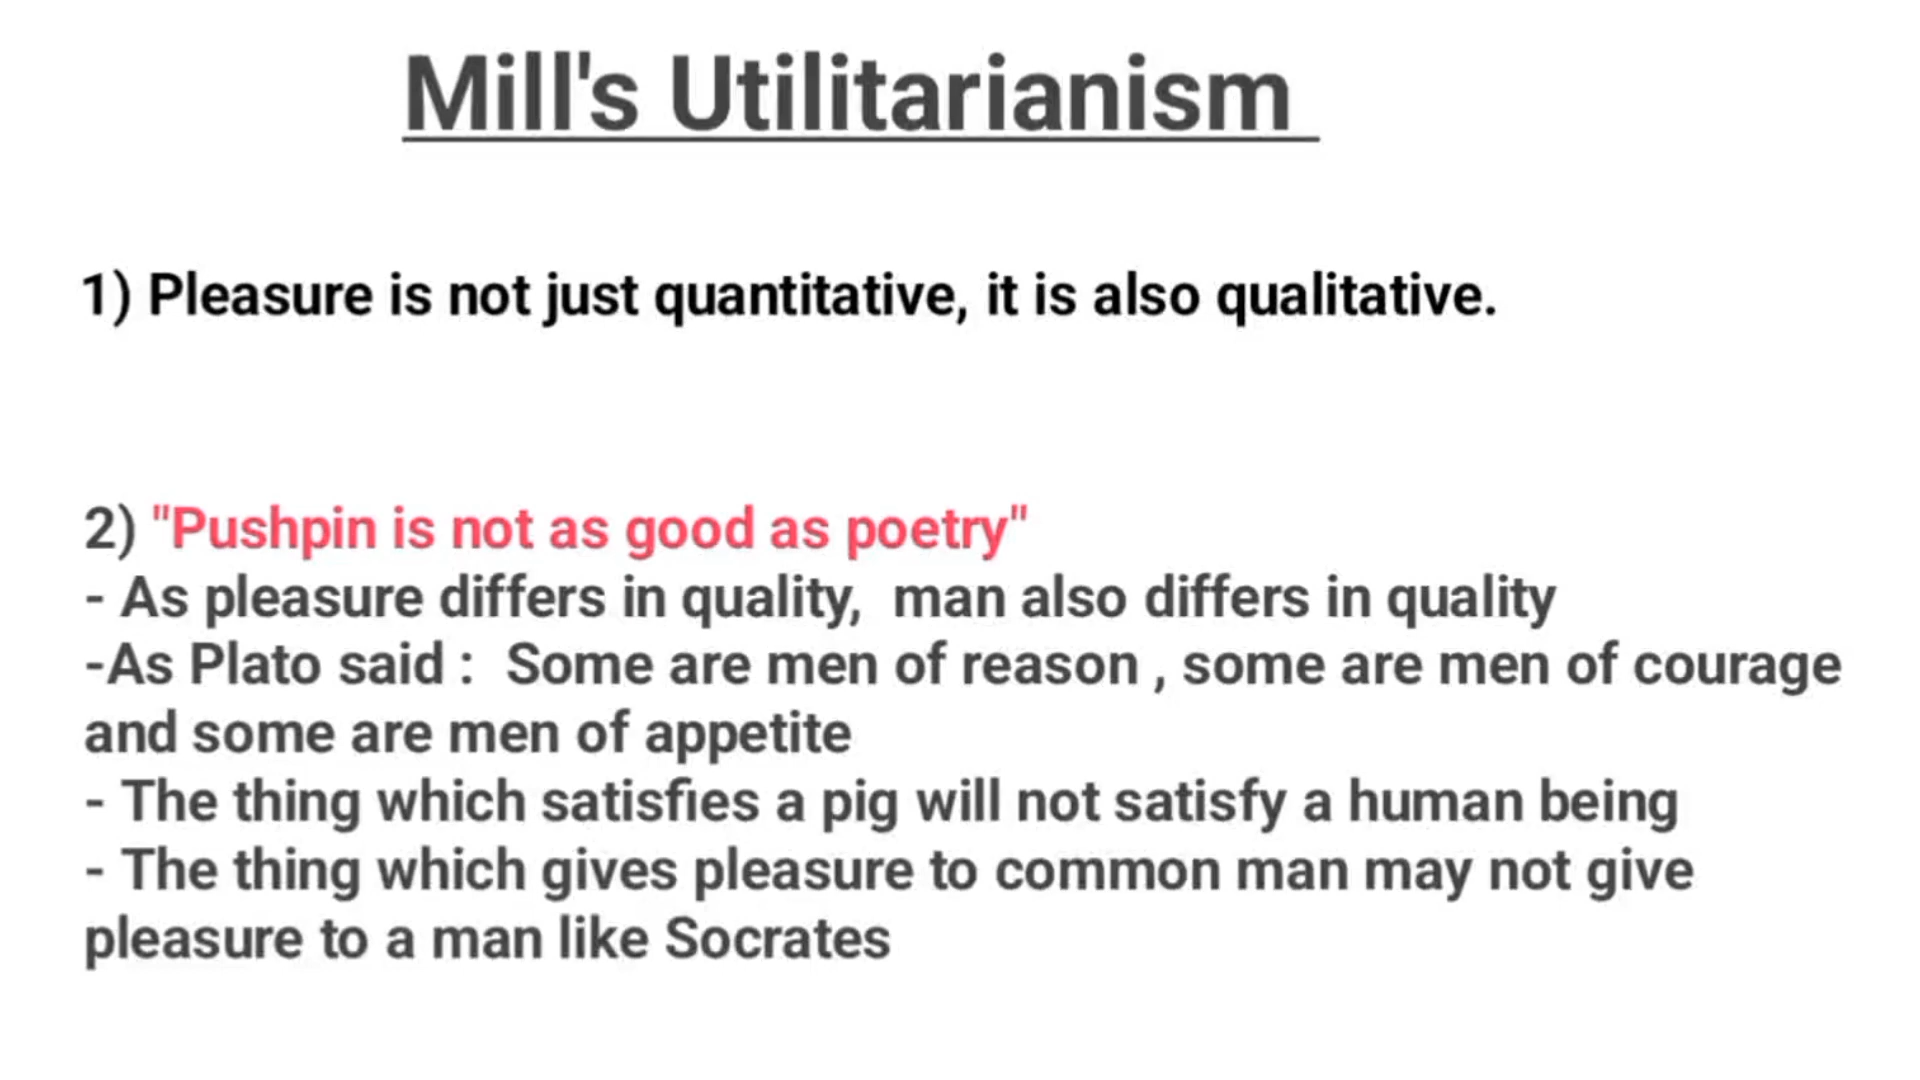 Mill's Utilitarianism
1) Pleasure is not just quantitative, it is also qualitative.
2) "Pushpin is not as good as poetry"
- As pleasure differs in quality,  man also differs in quality
-As Plato said :  Some are men of reason , some are men of courage
and some are men of appetite
- The thing which satisfies a pig will not satisfy a human being
- The thing which gives pleasure to common man may not give
pleasure to a man like Socrates